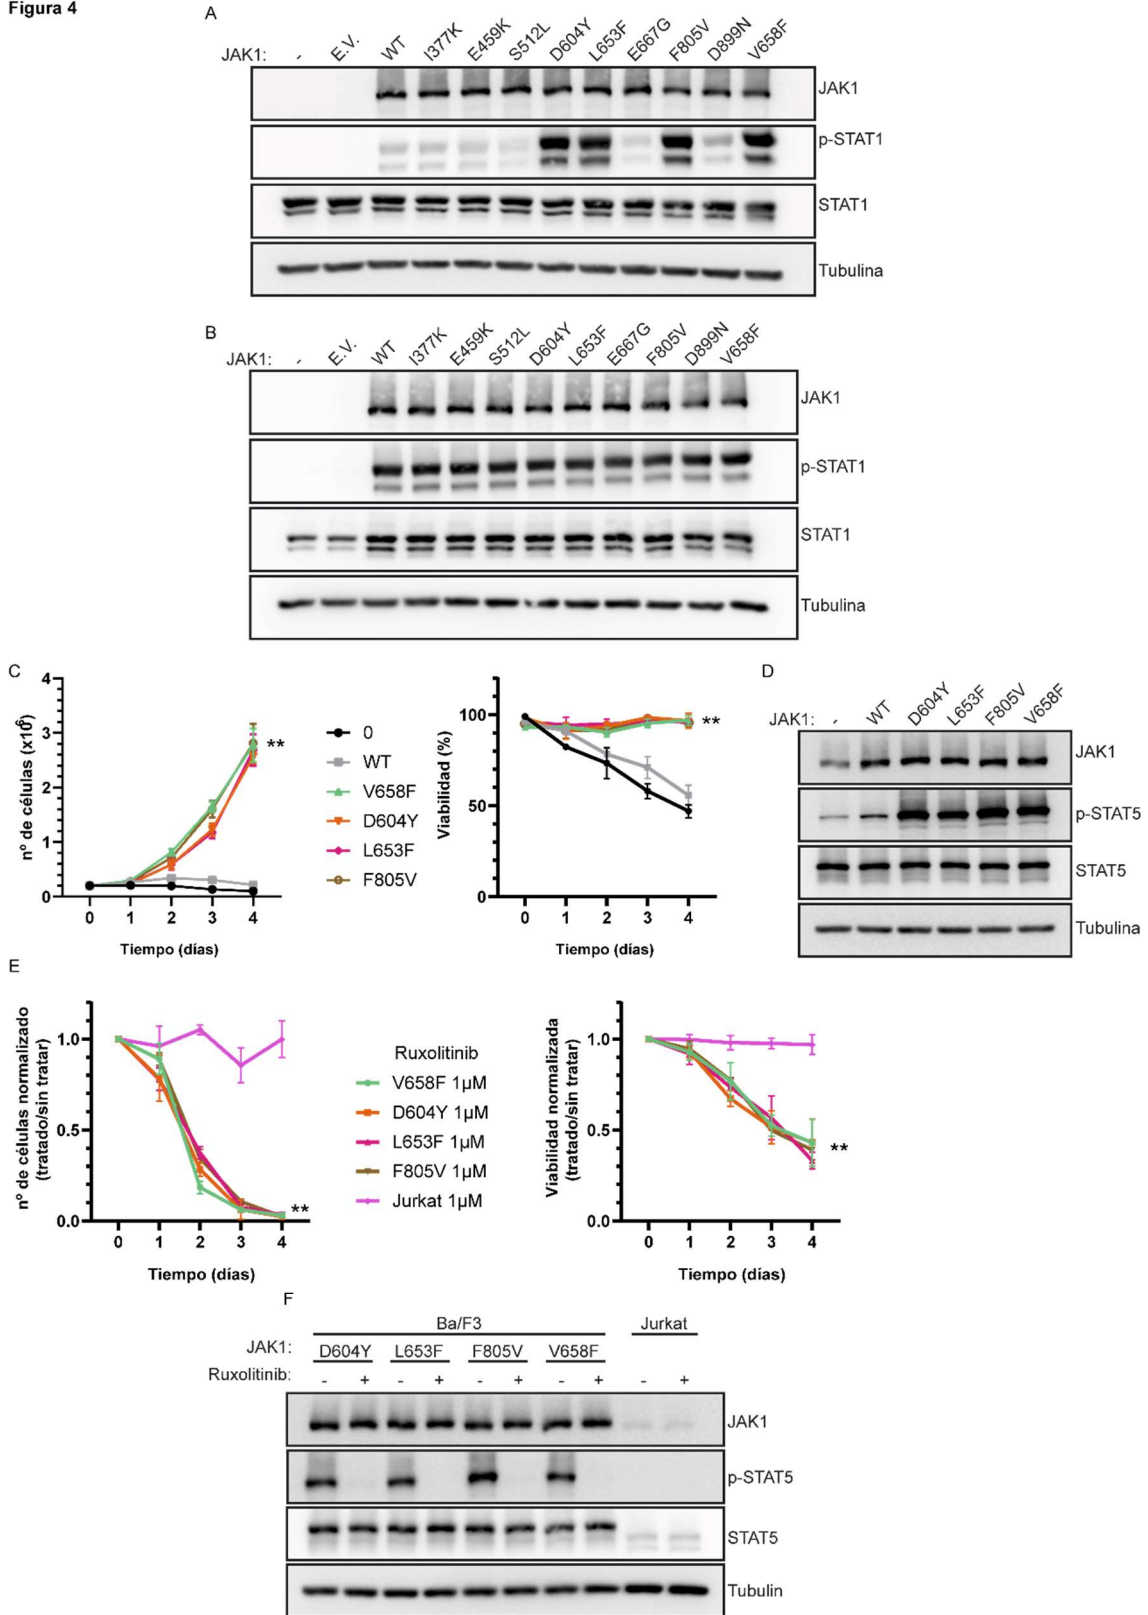 Figura 4
A
JAK1: - E.V. WT I377K E459K S512L D604Y L653F E667G F805V D899N V658F
JAK1
p-STAT1
STAT1
Tubulina
B
JAK1: - E.V. WT I377K E459K S512L D604Y L653F E667G F805V D899N V658F
JAK1
p-STAT1
STAT1
Tubulina
C
nº de células (x10⁶)
4
3
2
1
0
0 1 2 3 4
Tiempo (días)
**
0
WT
V658F
D604Y
L653F
F805V
Viabilidad (%)
100
50
0
0 1 2 3 4
Tiempo (días)
**
D
JAK1: - WT D604Y L653F F805V V658F
JAK1
p-STAT5
STAT5
Tubulina
E
nº de células normalizado
(tratado/sin tratar)
1.0
0.5
0.0
0 1 2 3 4
Tiempo (días)
**
Ruxolitinib
V658F 1µM
D604Y 1µM
L653F 1µM
F805V 1µM
Jurkat 1µM
Viabilidad normalizada
(tratado/sin tratar)
1.0
0.5
0.0
0 1 2 3 4
Tiempo (días)
**
F
Ba/F3 Jurkat
JAK1: D604Y L653F F805V V658F
Ruxolitinib: - + - + - + - + - +
JAK1
p-STAT5
STAT5
Tubulin